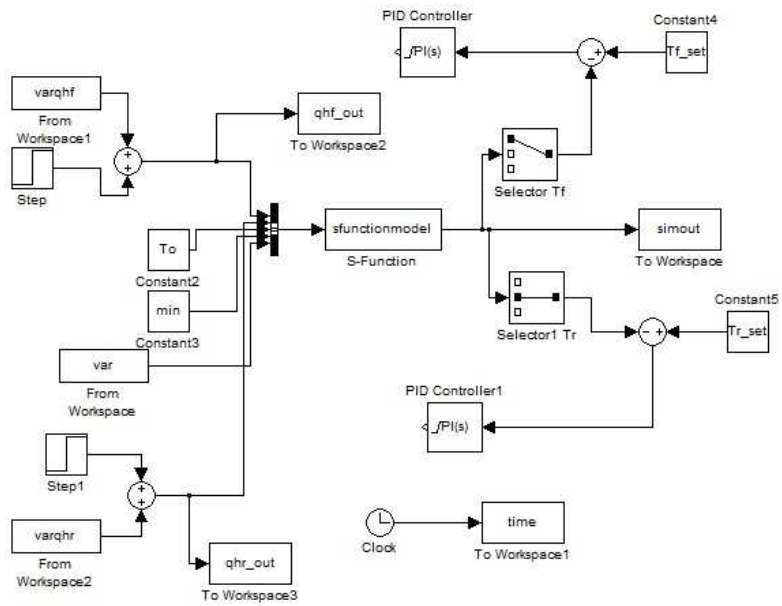 PID Controller
Constant4
PI(s)
Tf_set
varqhf
From
Workspace1
qhf_out
To Workspace2
Step
Selector Tf
To
Constant2
sfunctionmodel
S-Function
simout
To Workspace
min
Constant3
Selector1 Tr
Constant5
Tr_set
var
From
Workspace
PID Controller1
PI(s)
Step1
varqhr
From
Workspace2
qhr_out
To Workspace3
Clock
time
To Workspace1